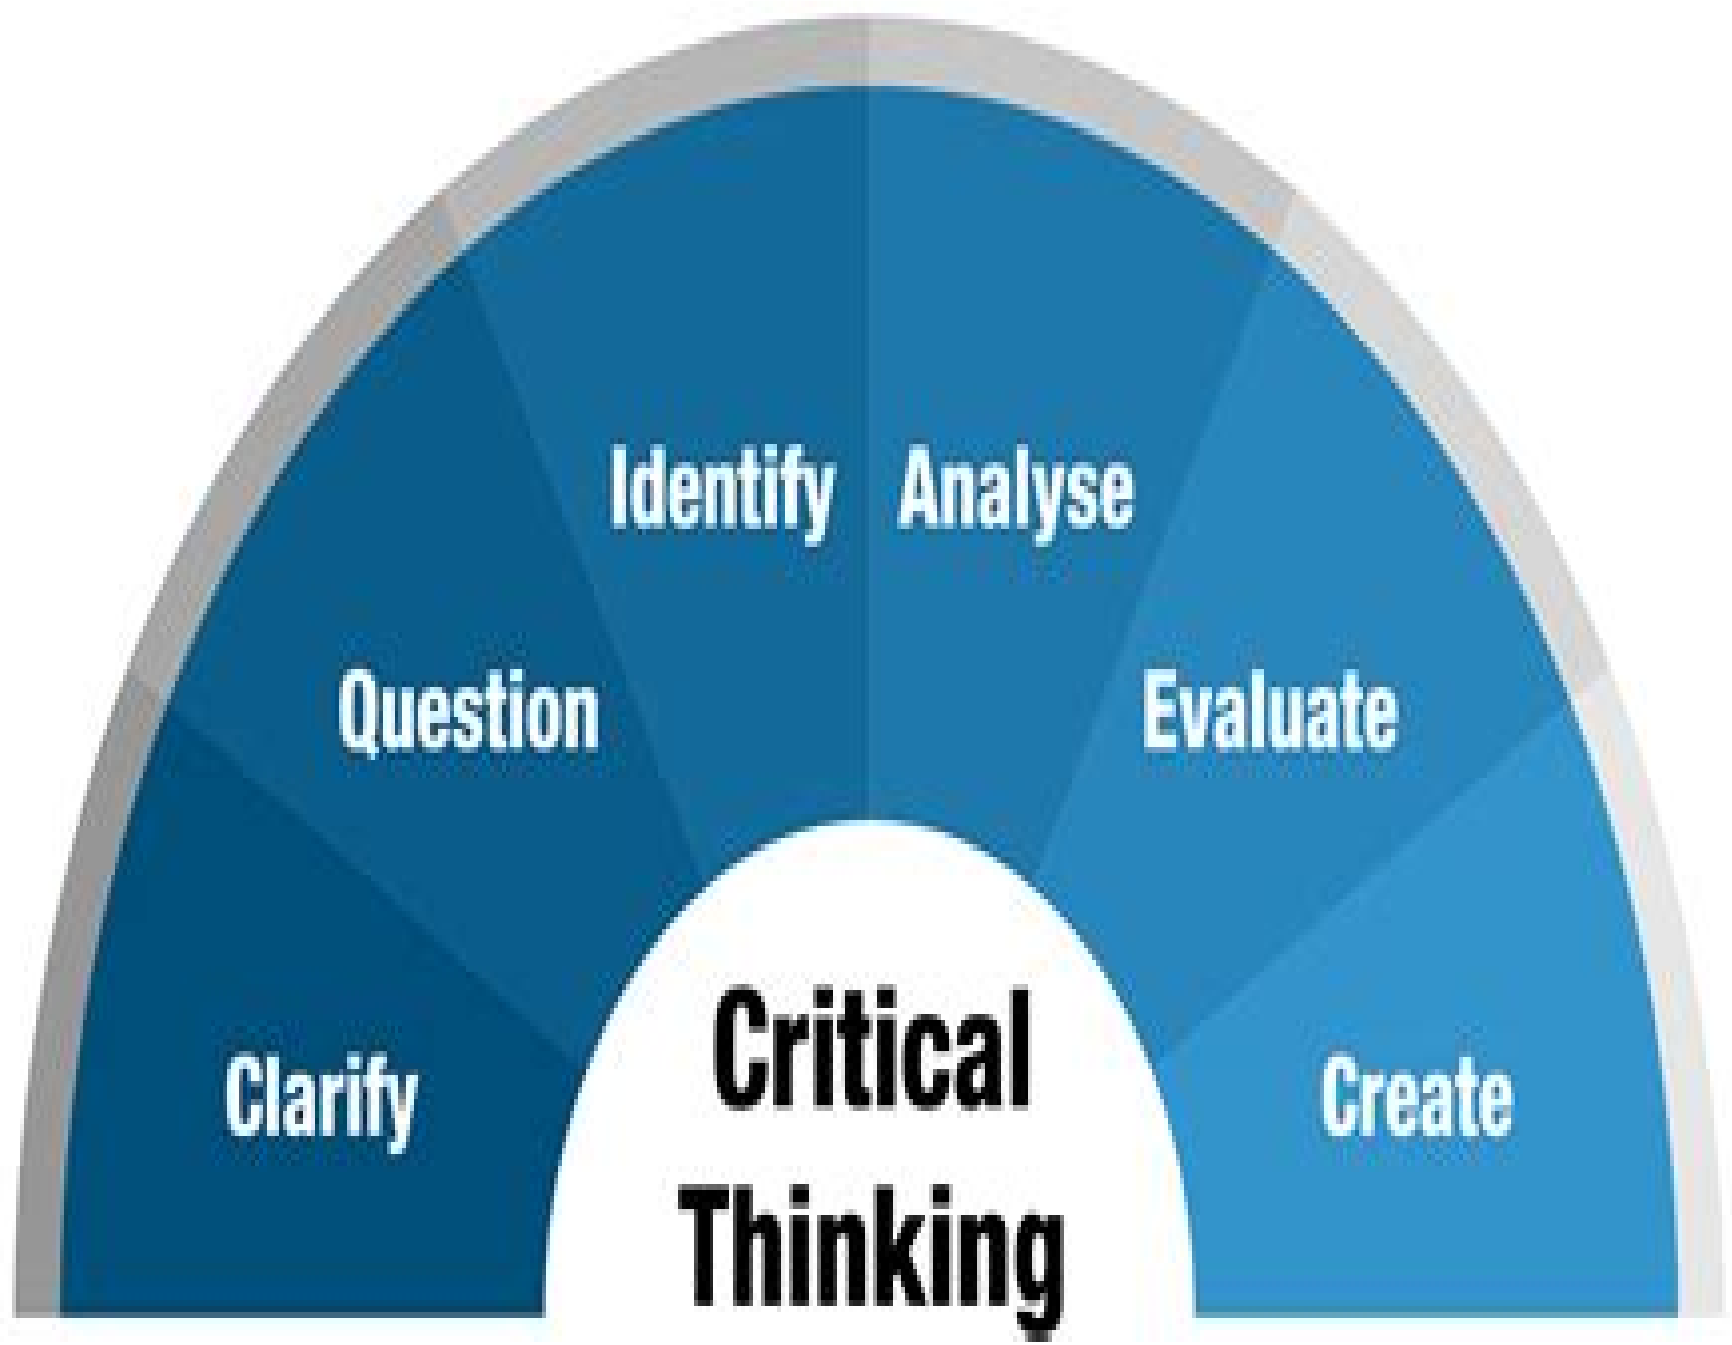 Clarify
Question
Identify
Analyse
Evaluate
Create
Critical
Thinking